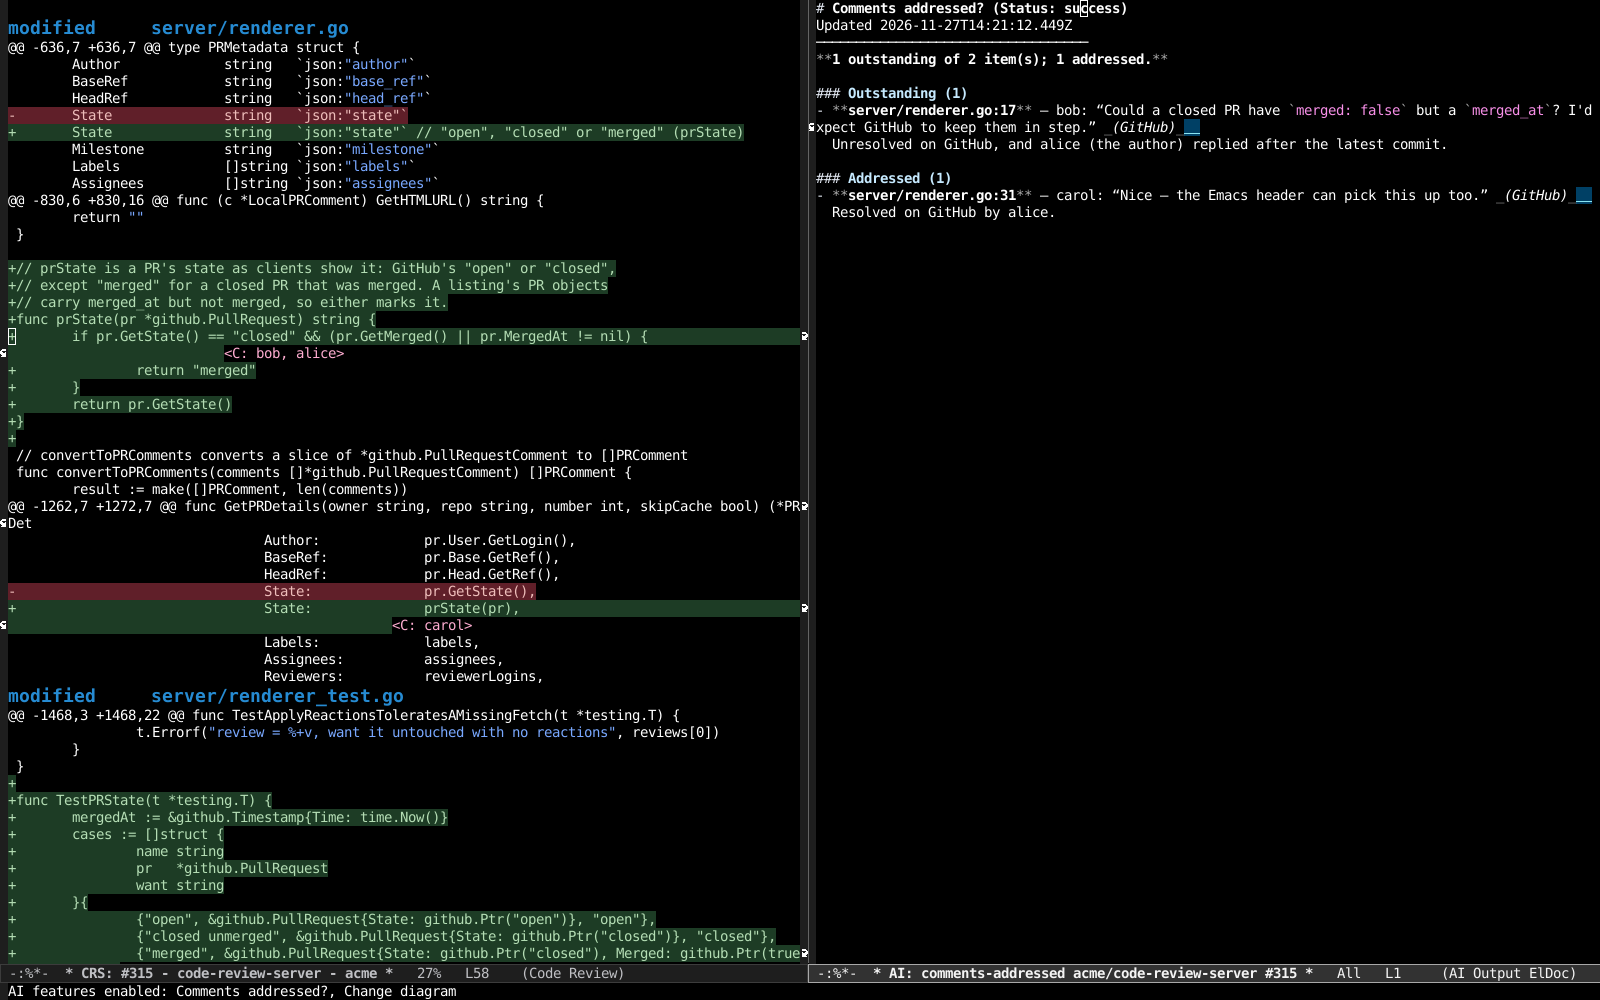 modified     server/renderer.go
@@ -636,7 +636,7 @@ type PRMetadata struct {
        Author             string   `json:"author"`
        BaseRef            string   `json:"base_ref"`
        HeadRef            string   `json:"head_ref"`
-       State              string   `json:"state"`
+       State              string   `json:"state"` // "open", "closed" or "merged" (prState)
        Milestone          string   `json:"milestone"`
        Labels             []string `json:"labels"`
        Assignees          []string `json:"assignees"`
@@ -830,6 +830,16 @@ func (c *LocalPRComment) GetHTMLURL() string {
        return ""
 }
+// prState is a PR's state as clients show it: GitHub's "open" or "closed",
+// except "merged" for a closed PR that was merged. A listing's PR objects
+// carry merged_at but not merged, so either marks it.
+func prState(pr *github.PullRequest) string {
+       if pr.GetState() == "closed" && (pr.GetMerged() || pr.MergedAt != nil) {
                           <C: bob, alice>
+               return "merged"
+       }
+       return pr.GetState()
+}
+
 // convertToPRComments converts a slice of *github.PullRequestComment to []PRComment
 func convertToPRComments(comments []*github.PullRequestComment) []PRComment {
        result := make([]PRComment, len(comments))
@@ -1262,7 +1272,7 @@ func GetPRDetails(owner string, repo string, number int, skipCache bool) (*PR
Det
                                Author:             pr.User.GetLogin(),
                                BaseRef:            pr.Base.GetRef(),
                                HeadRef:            pr.Head.GetRef(),
-                               State:              pr.GetState(),
+                               State:              prState(pr),
                                                <C: carol>
                                Labels:             labels,
                                Assignees:          assignees,
                                Reviewers:          reviewerLogins,
modified     server/renderer_test.go
@@ -1468,3 +1468,22 @@ func TestApplyReactionsToleratesAMissingFetch(t *testing.T) {
                t.Errorf("review = %+v, want it untouched with no reactions", reviews[0])
        }
 }
+
+func TestPRState(t *testing.T) {
+       mergedAt := &github.Timestamp{Time: time.Now()}
+       cases := []struct {
+               name string
+               pr   *github.PullRequest
+               want string
+       }{
+               {"open", &github.PullRequest{State: github.Ptr("open")}, "open"},
+               {"closed unmerged", &github.PullRequest{State: github.Ptr("closed")}, "closed"},
+               {"merged", &github.PullRequest{State: github.Ptr("closed"), Merged: github.Ptr(true
-:%*-  * CRS: #315 - code-review-server - acme *   27%   L58    (Code Review)
# Comments addressed? (Status: success)
Updated 2026-11-27T14:21:12.449Z
**1 outstanding of 2 item(s); 1 addressed.**
### Outstanding (1)
- **server/renderer.go:17** — bob: “Could a closed PR have `merged: false` but a `merged_at`? I'd
xpect GitHub to keep them in step.” _(GitHub)_
  Unresolved on GitHub, and alice (the author) replied after the latest commit.
### Addressed (1)
- **server/renderer.go:31** — carol: “Nice — the Emacs header can pick this up too.” _(GitHub)_
  Resolved on GitHub by alice.
-:%*-  * AI: comments-addressed acme/code-review-server #315 *   All   L1     (AI Output ElDoc)
AI features enabled: Comments addressed?, Change diagram